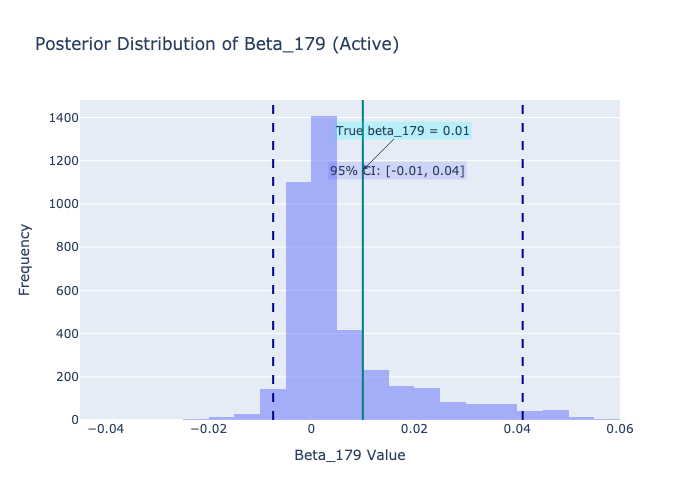 Posterior Distribution of Beta_179 (Active)
1400
1200
1000
800
600
400
200
0
Frequency
True beta_179 = 0.01
95% CI: [-0.01, 0.04]
−0.04
−0.02
0
0.02
0.04
0.06
Beta_179 Value